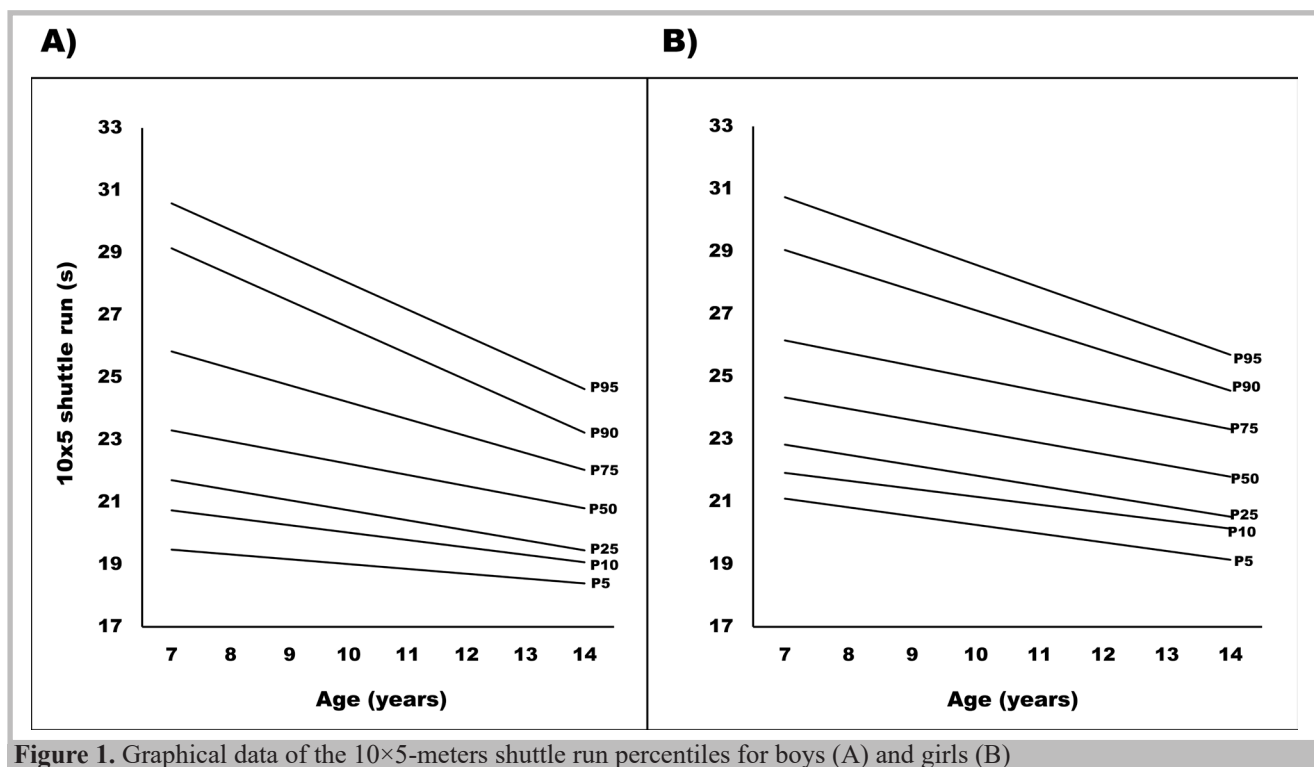 A)
B)
33
31
29
27
25
23
21
19
17
10x5 shuttle run (s)
P95
P90
P75
P50
P25
P10
P5
7 8 9 10 11 12 13 14
Age (years)
33
31
29
27
25
23
21
19
17
P95
P90
P75
P50
P25
P10
P5
7 8 9 10 11 12 13 14
Age (years)
Figure 1. Graphical data of the 10×5-meters shuttle run percentiles for boys (A) and girls (B)